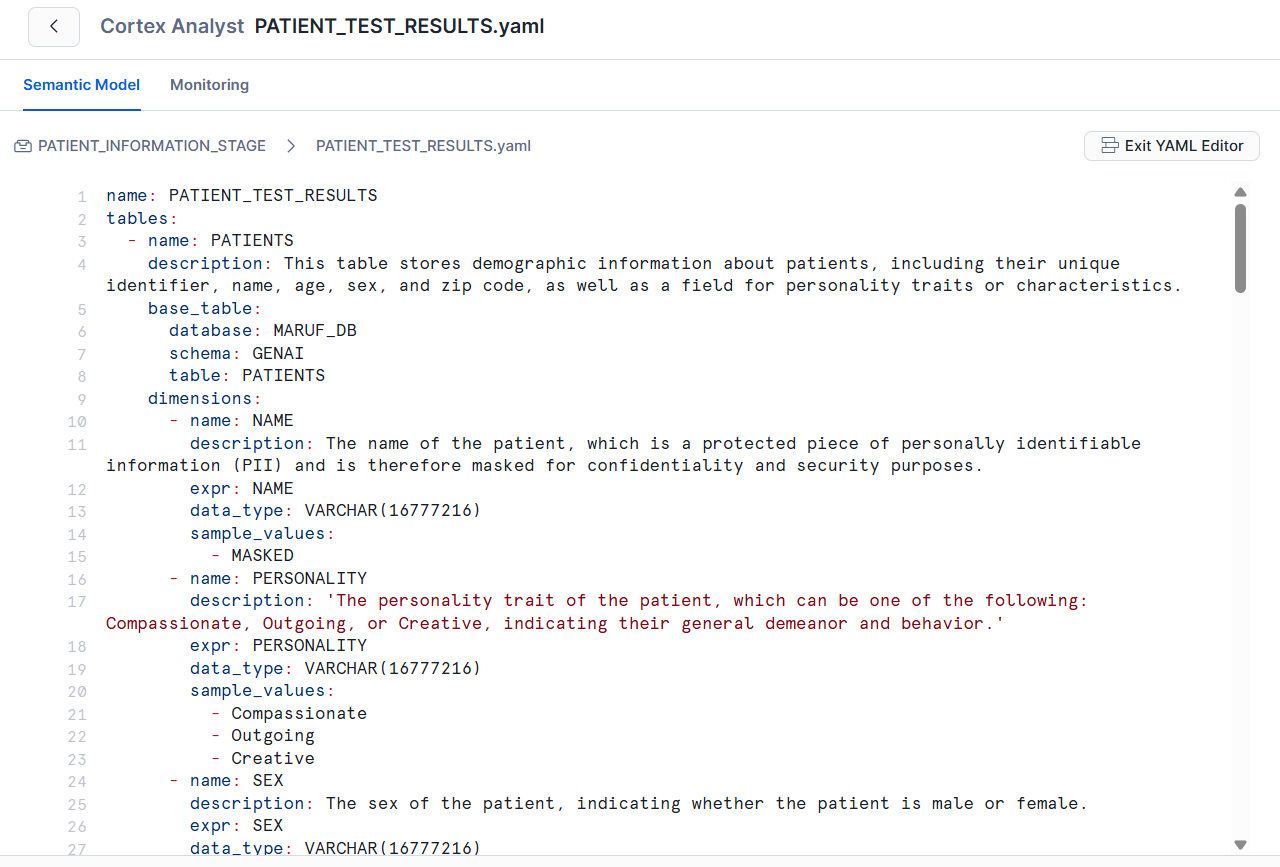 Cortex Analyst PATIENT_TEST_RESULTS.yaml
Semantic Model Monitoring
PATIENT_INFORMATION_STAGE > PATIENT_TEST_RESULTS.yaml Exit YAML Editor
1 name: PATIENT_TEST_RESULTS
2 tables:
3   - name: PATIENTS
4     description: This table stores demographic information about patients, including their unique
identifier, name, age, sex, and zip code, as well as a field for personality traits or characteristics.
5     base_table:
6       database: MARUF_DB
7       schema: GENAI
8       table: PATIENTS
9     dimensions:
10       - name: NAME
11         description: The name of the patient, which is a protected piece of personally identifiable
information (PII) and is therefore masked for confidentiality and security purposes.
12         expr: NAME
13         data_type: VARCHAR(16777216)
14         sample_values:
15           - MASKED
16       - name: PERSONALITY
17         description: 'The personality trait of the patient, which can be one of the following:
Compassionate, Outgoing, or Creative, indicating their general demeanor and behavior.'
18         expr: PERSONALITY
19         data_type: VARCHAR(16777216)
20         sample_values:
21           - Compassionate
22           - Outgoing
23           - Creative
24       - name: SEX
25         description: The sex of the patient, indicating whether the patient is male or female.
26         expr: SEX
27         data_type: VARCHAR(16777216)